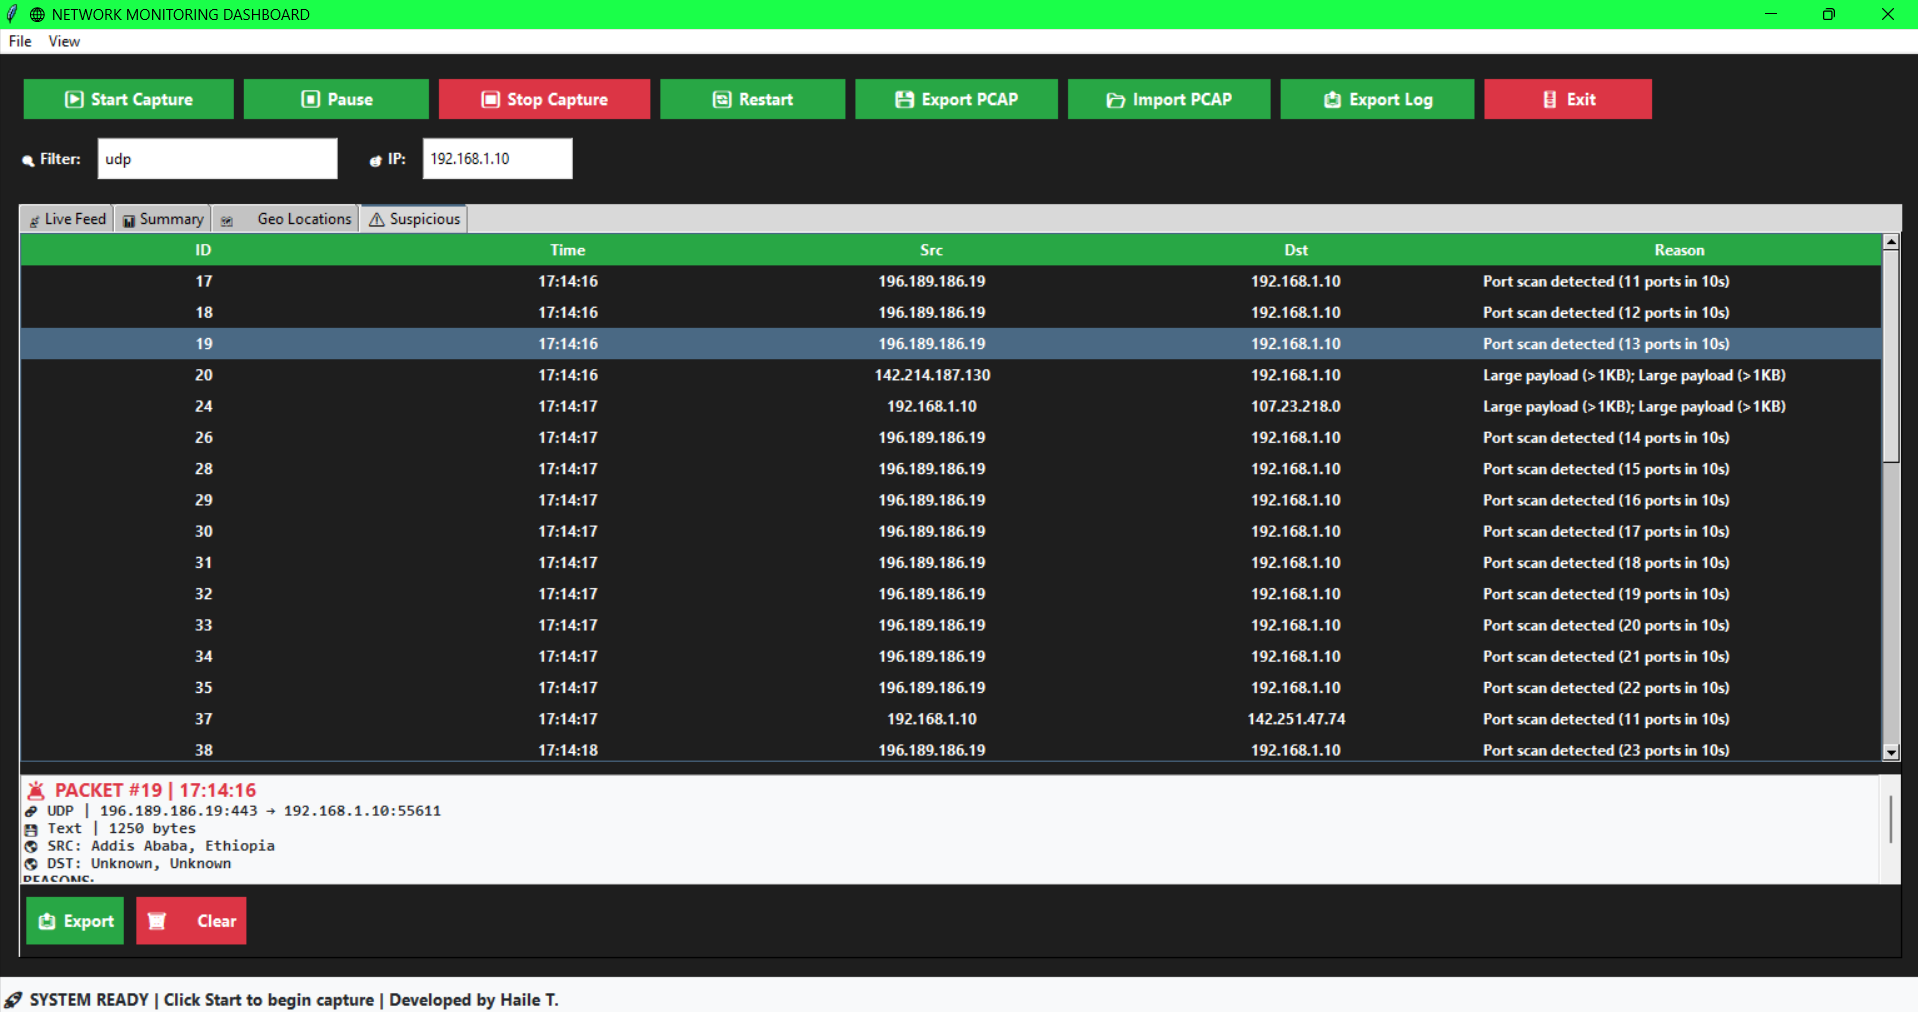 NETWORK MONITORING DASHBOARD
File View
Start Capture Pause Stop Capture Restart Export PCAP Import PCAP Export Log Exit
Filter: udp IP: 192.168.1.10
Live Feed Summary Geo Locations Suspicious
ID Time Src Dst Reason
17 17:14:16 196.189.186.19 192.168.1.10 Port scan detected (11 ports in 10s)
18 17:14:16 196.189.186.19 192.168.1.10 Port scan detected (12 ports in 10s)
19 17:14:16 196.189.186.19 192.168.1.10 Port scan detected (13 ports in 10s)
20 17:14:16 142.214.187.130 192.168.1.10 Large payload (>1KB); Large payload (>1KB)
24 17:14:17 192.168.1.10 107.23.218.0 Large payload (>1KB); Large payload (>1KB)
26 17:14:17 196.189.186.19 192.168.1.10 Port scan detected (14 ports in 10s)
28 17:14:17 196.189.186.19 192.168.1.10 Port scan detected (15 ports in 10s)
29 17:14:17 196.189.186.19 192.168.1.10 Port scan detected (16 ports in 10s)
30 17:14:17 196.189.186.19 192.168.1.10 Port scan detected (17 ports in 10s)
31 17:14:17 196.189.186.19 192.168.1.10 Port scan detected (18 ports in 10s)
32 17:14:17 196.189.186.19 192.168.1.10 Port scan detected (19 ports in 10s)
33 17:14:17 196.189.186.19 192.168.1.10 Port scan detected (20 ports in 10s)
34 17:14:17 196.189.186.19 192.168.1.10 Port scan detected (21 ports in 10s)
35 17:14:17 196.189.186.19 192.168.1.10 Port scan detected (22 ports in 10s)
37 17:14:17 192.168.1.10 142.251.47.74 Port scan detected (11 ports in 10s)
38 17:14:18 196.189.186.19 192.168.1.10 Port scan detected (23 ports in 10s)
PACKET #19 | 17:14:16
UDP | 196.189.186.19:443 → 192.168.1.10:55611
Text | 1250 bytes
SRC: Addis Ababa, Ethiopia
DST: Unknown, Unknown
REASONS:
Export Clear
SYSTEM READY | Click Start to begin capture | Developed by Haile T.